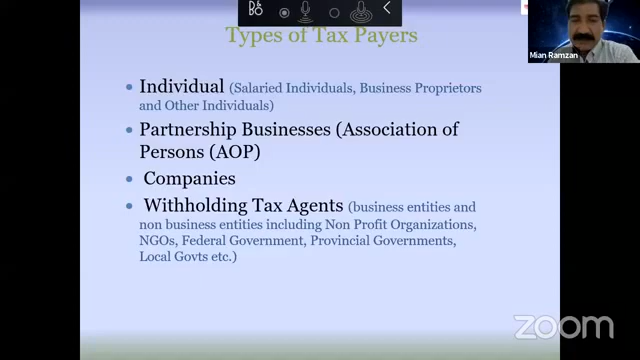 B&O
Types of Tax Payers
Mian Ramzan
• Individual (Salaried Individuals, Business Proprietors
and Other Individuals)
• Partnership Businesses (Association of
Persons (AOP)
• Companies
• Withholding Tax Agents (business entities and
non business entities including Non Profit Organizations,
NGOs, Federal Government, Provincial Governments,
Local Govts etc.)
zoom